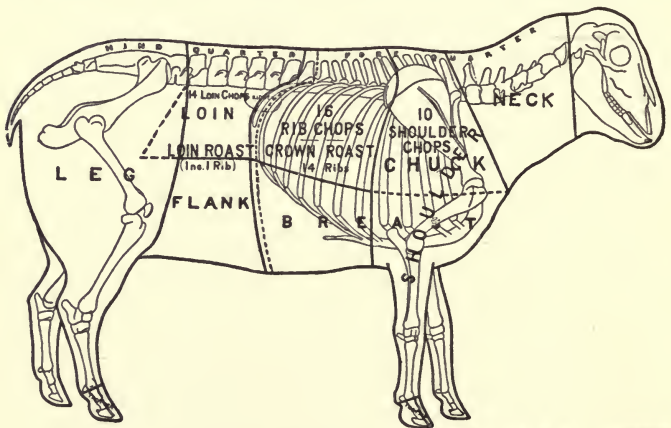 HIND QUARTER FORE QUARTER
14 LOIN CHOPS
LOIN
LOIN ROAST
(Inc. 1 Rib)
LEG
FLANK
16
RIB CHOPS
CROWN ROAST
14 Ribs
10
SHOULDER
CHOPS
CHUCK
NECK
BREAST
SHOULDER